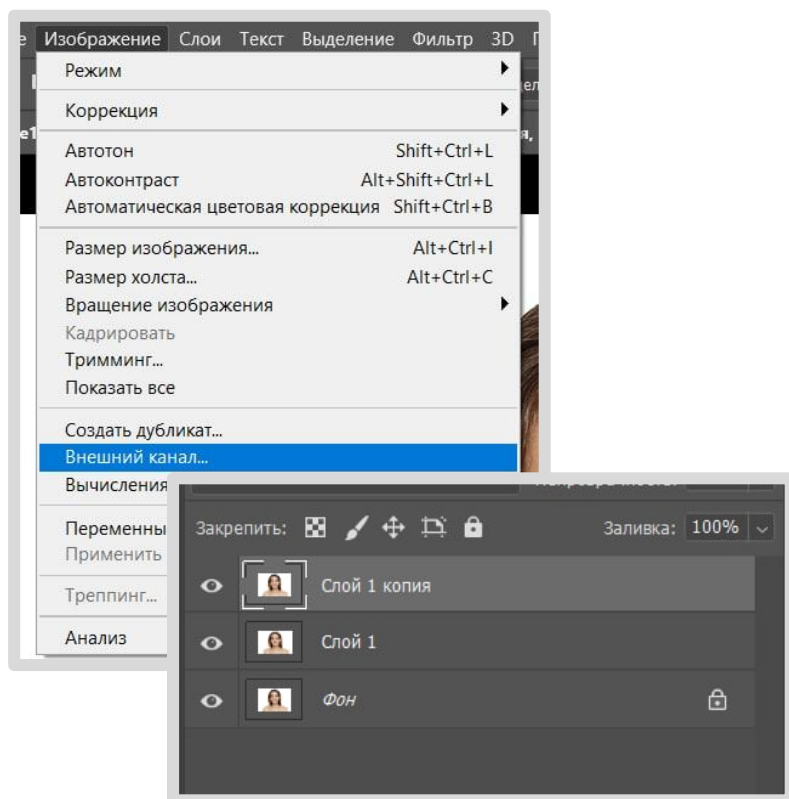 Изображение Слои Текст Выделение Фильтр 3D
Режим
Коррекция
Автотон Shift+Ctrl+L
Автоконтраст Alt+Shift+Ctrl+L
Автоматическая цветовая коррекция Shift+Ctrl+B
Размер изображения... Alt+Ctrl+I
Размер холста... Alt+Ctrl+C
Вращение изображения
Кадрировать
Тримминг...
Показать все
Создать дубликат...
Внешний канал...
Вычисления
Переменны
Применить
Треппинг...
Анализ
Закрепить: Заливка: 100%
Слой 1 копия
Слой 1
Фон